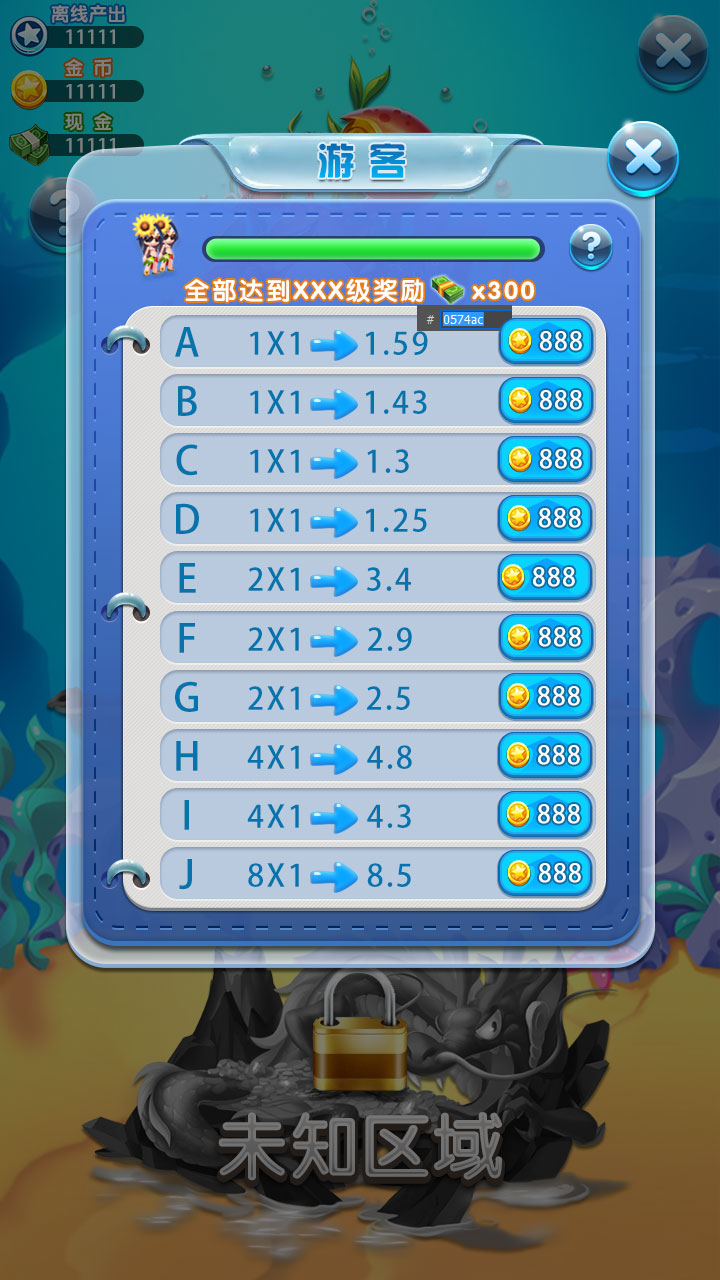 离线产出
11111
金币
11111
现金
11111
游客
?
?
全部达到XXX级奖励 x300
# 0574ac
A 1X1 1.59 888
B 1X1 1.43 888
C 1X1 1.3 888
D 1X1 1.25 888
E 2X1 3.4 888
F 2X1 2.9 888
G 2X1 2.5 888
H 4X1 4.8 888
I 4X1 4.3 888
J 8X1 8.5 888
未知区域